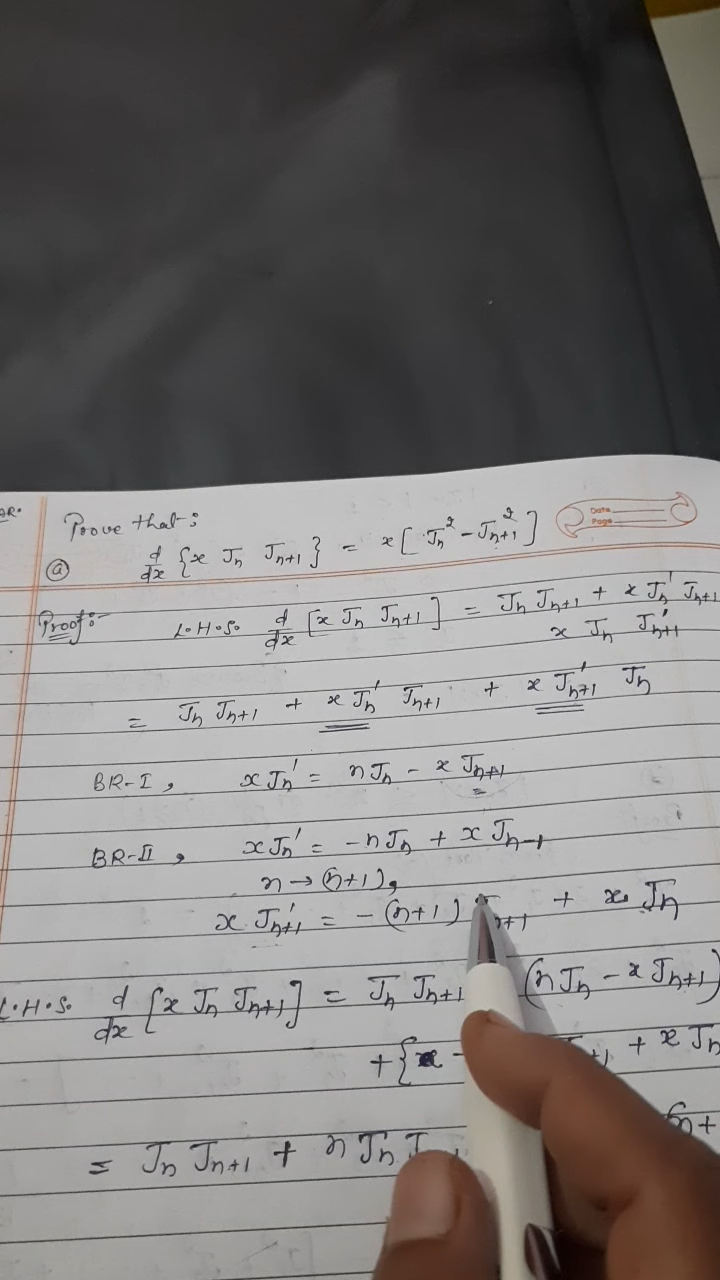 Prove that :
Date
Page
ⓐ d/dx {x Jn Jn+1} = x[Jn² - Jn+1²]
Proof :- L.H.S. d/dx [x Jn Jn+1] = Jn Jn+1 + x Jn' Jn+1
x Jn Jn+1'
= Jn Jn+1 + x Jn' Jn+1 + x Jn+1' Jn
BR-I , x Jn' = n Jn - x Jn+1
BR-II , x Jn' = -n Jn + x Jn-1
n → (n+1),
x Jn+1' = -(n+1) Jn+1 + x Jn
L.H.S. d/dx [x Jn Jn+1] = Jn Jn+1 (n Jn - x Jn+1)
+ { - + x Jn
= Jn Jn+1 + n Jn